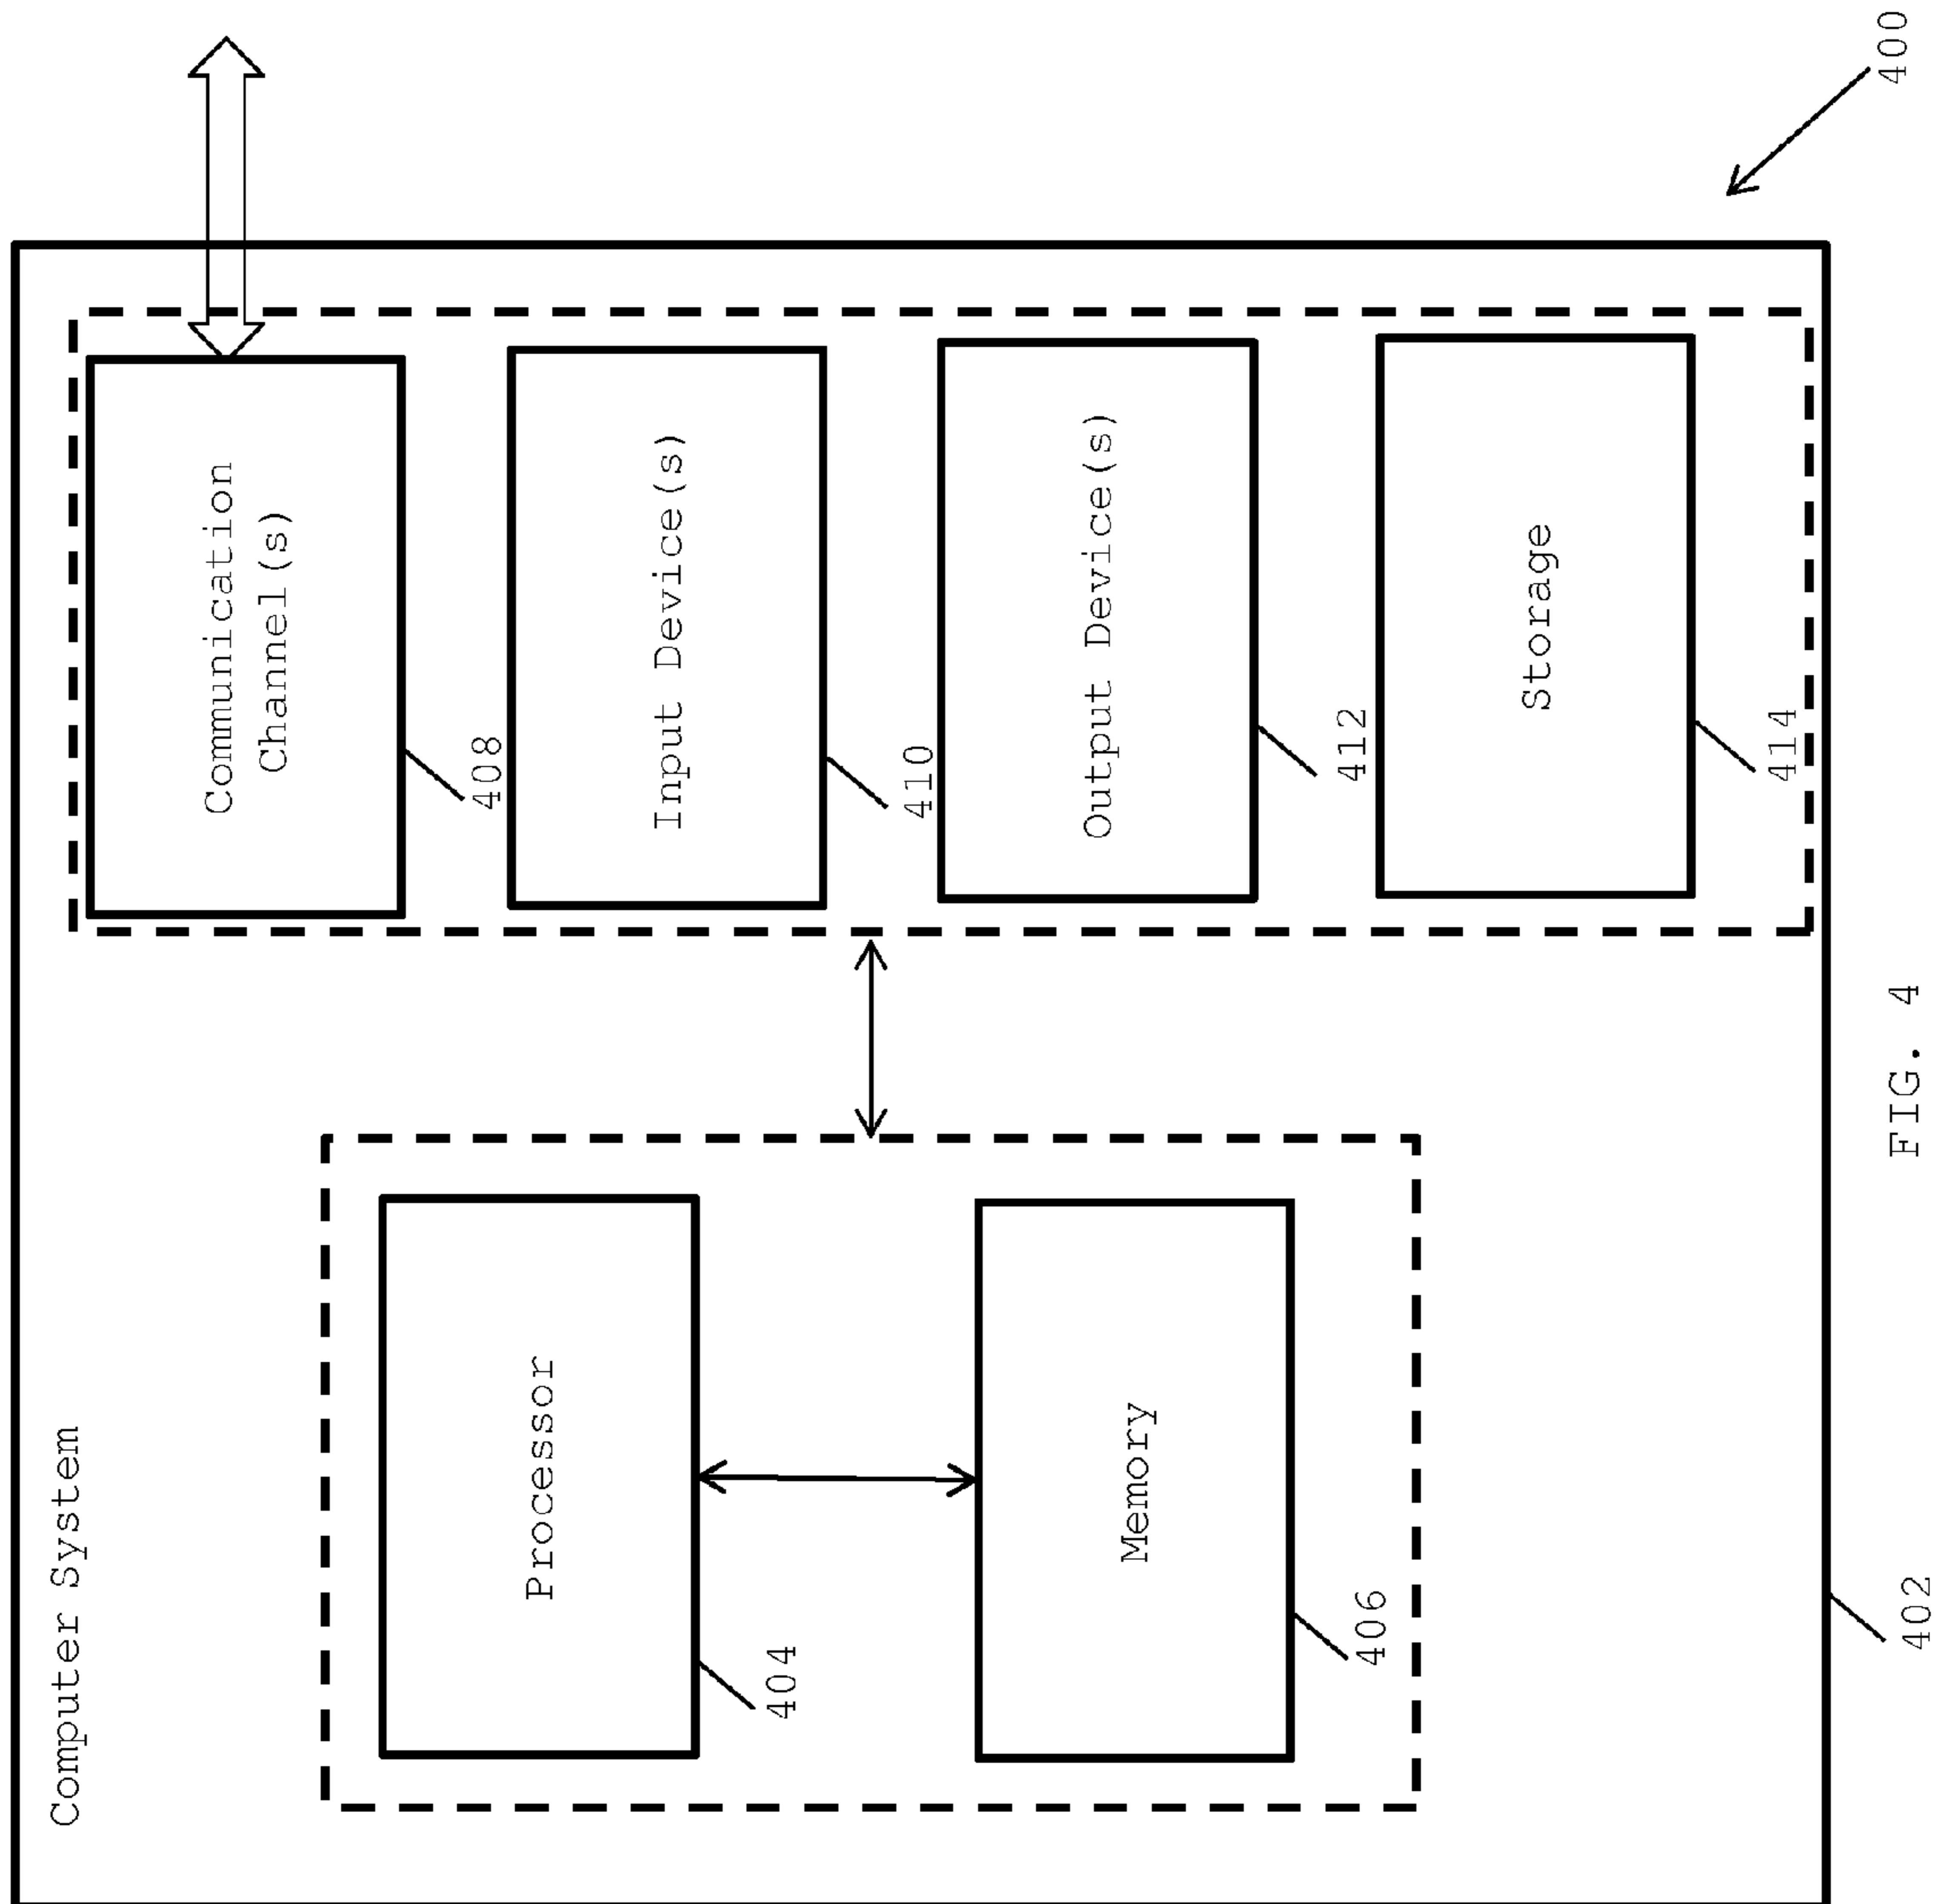 Computer System
Processor
404
Memory
406
Communication
Channel(s)
408
Input Device(s)
410
Output Device(s)
412
Storage
414
402
400
FIG. 4